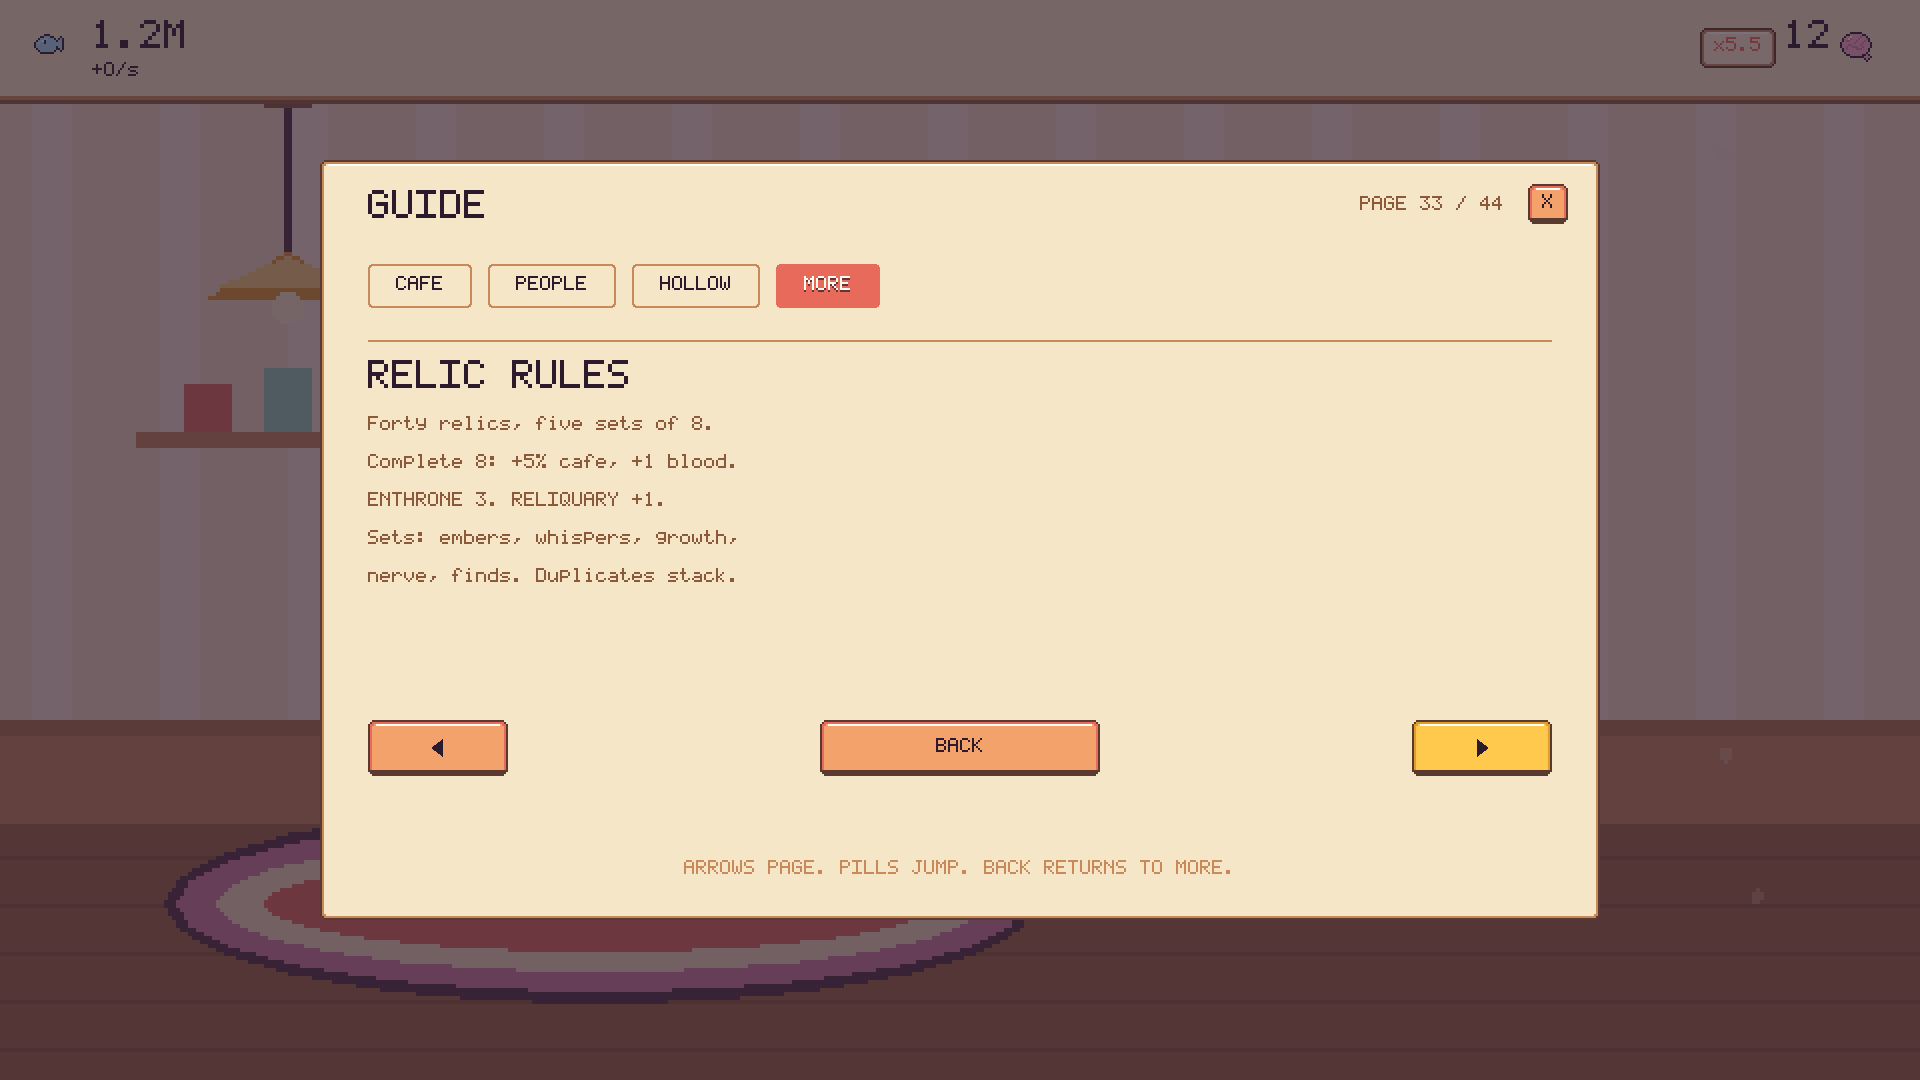 1.2M
+0/s
x5.5
12
GUIDE
PAGE 33 / 44
X
CAFE
PEOPLE
HOLLOW
MORE
RELIC RULES
Forty relics, five sets of 8.
Complete 8: +5% cafe, +1 blood.
ENTHRONE 3. RELIQUARY +1.
Sets: embers, whispers, growth,
nerve, finds. Duplicates stack.
BACK
ARROWS PAGE. PILLS JUMP. BACK RETURNS TO MORE.